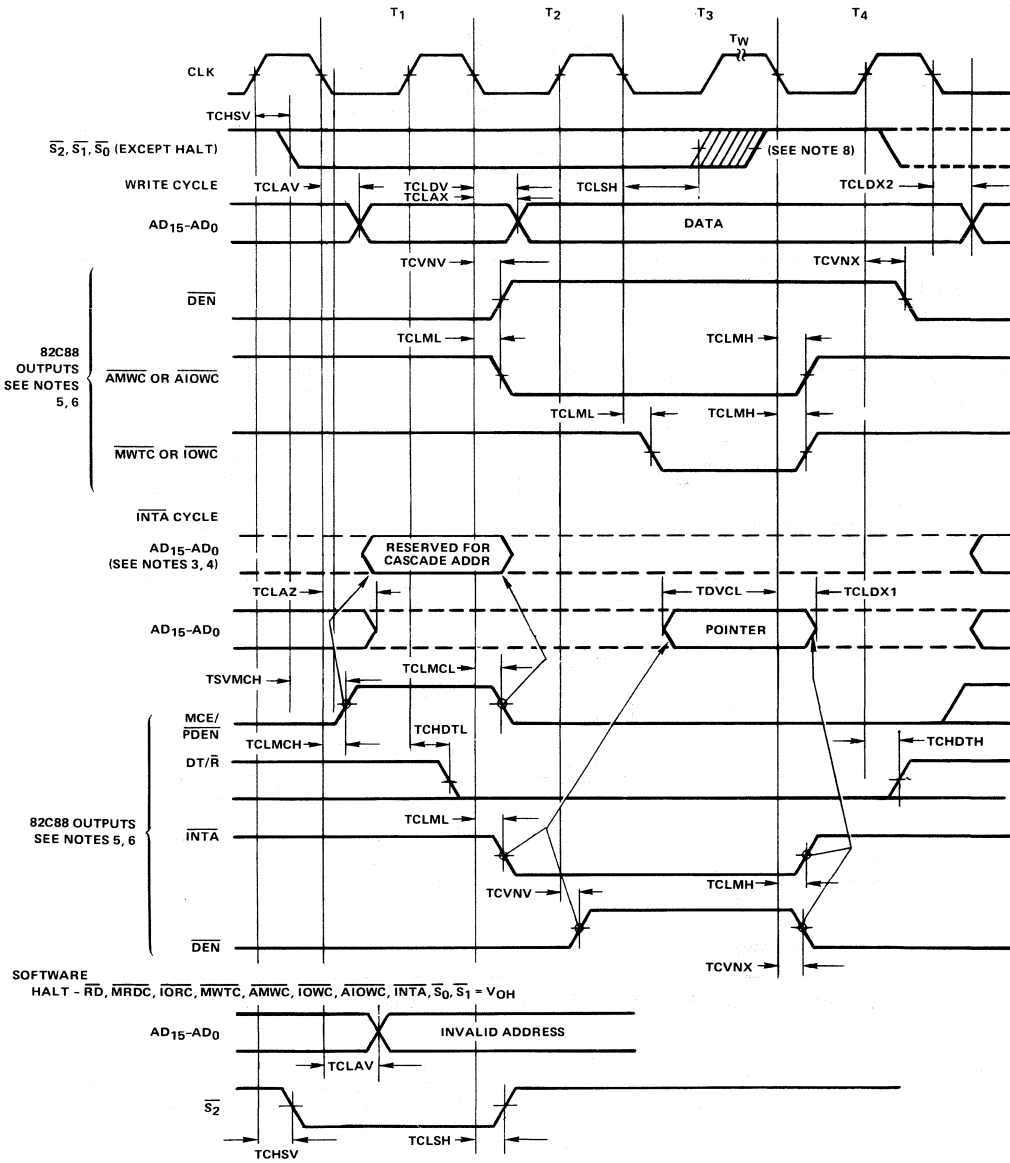 T1 T2 T3 T4
TW
CLK
TCHSV
S2, S1, S0 (EXCEPT HALT)
(SEE NOTE 8)
WRITE CYCLE
TCLAV
TCLDV
TCLAX
TCLSH
TCLDX2
AD15–AD0
DATA
TCVNV
TCVNX
DEN
TCLML
TCLMH
82C88
OUTPUTS
SEE NOTES
5, 6
AMWC OR AIOWC
TCLML
TCLMH
MWTC OR IOWC
INTA CYCLE
AD15–AD0
(SEE NOTES 3, 4)
RESERVED FOR
CASCADE ADDR
TCLAZ
TDVCL
TCLDX1
AD15–AD0
POINTER
TSVMCH
TCLMCL
MCE/
PDEN
TCLMCH
TCHDTL
TCHDTH
DT/R
82C88 OUTPUTS
SEE NOTES 5, 6
TCLML
INTA
TCVNV
TCLMH
DEN
TCVNX
SOFTWARE
HALT – RD, MRDC, IORC, MWTC, AMWC, IOWC, AIOWC, INTA, S0, S1 = VOH
AD15–AD0
INVALID ADDRESS
TCLAV
S2
TCLSH
TCHSV